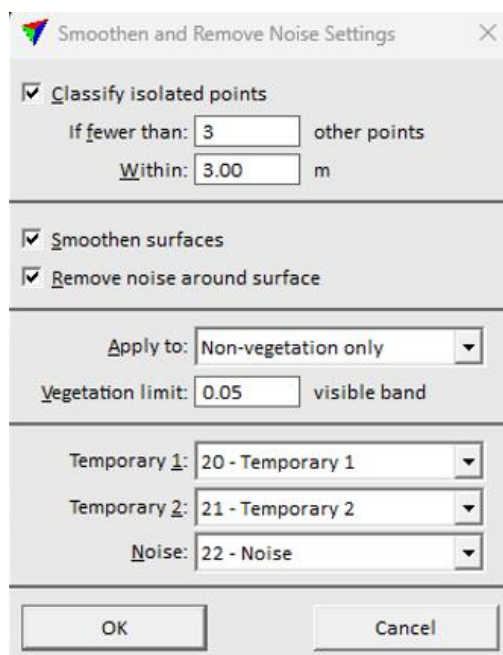 Smoothen and Remove Noise Settings
Classify isolated points
If fewer than: 3 other points
Within: 3.00 m
Smoothen surfaces
Remove noise around surface
Apply to: Non-vegetation only
Vegetation limit: 0.05 visible band
Temporary 1: 20 - Temporary 1
Temporary 2: 21 - Temporary 2
Noise: 22 - Noise
OK Cancel